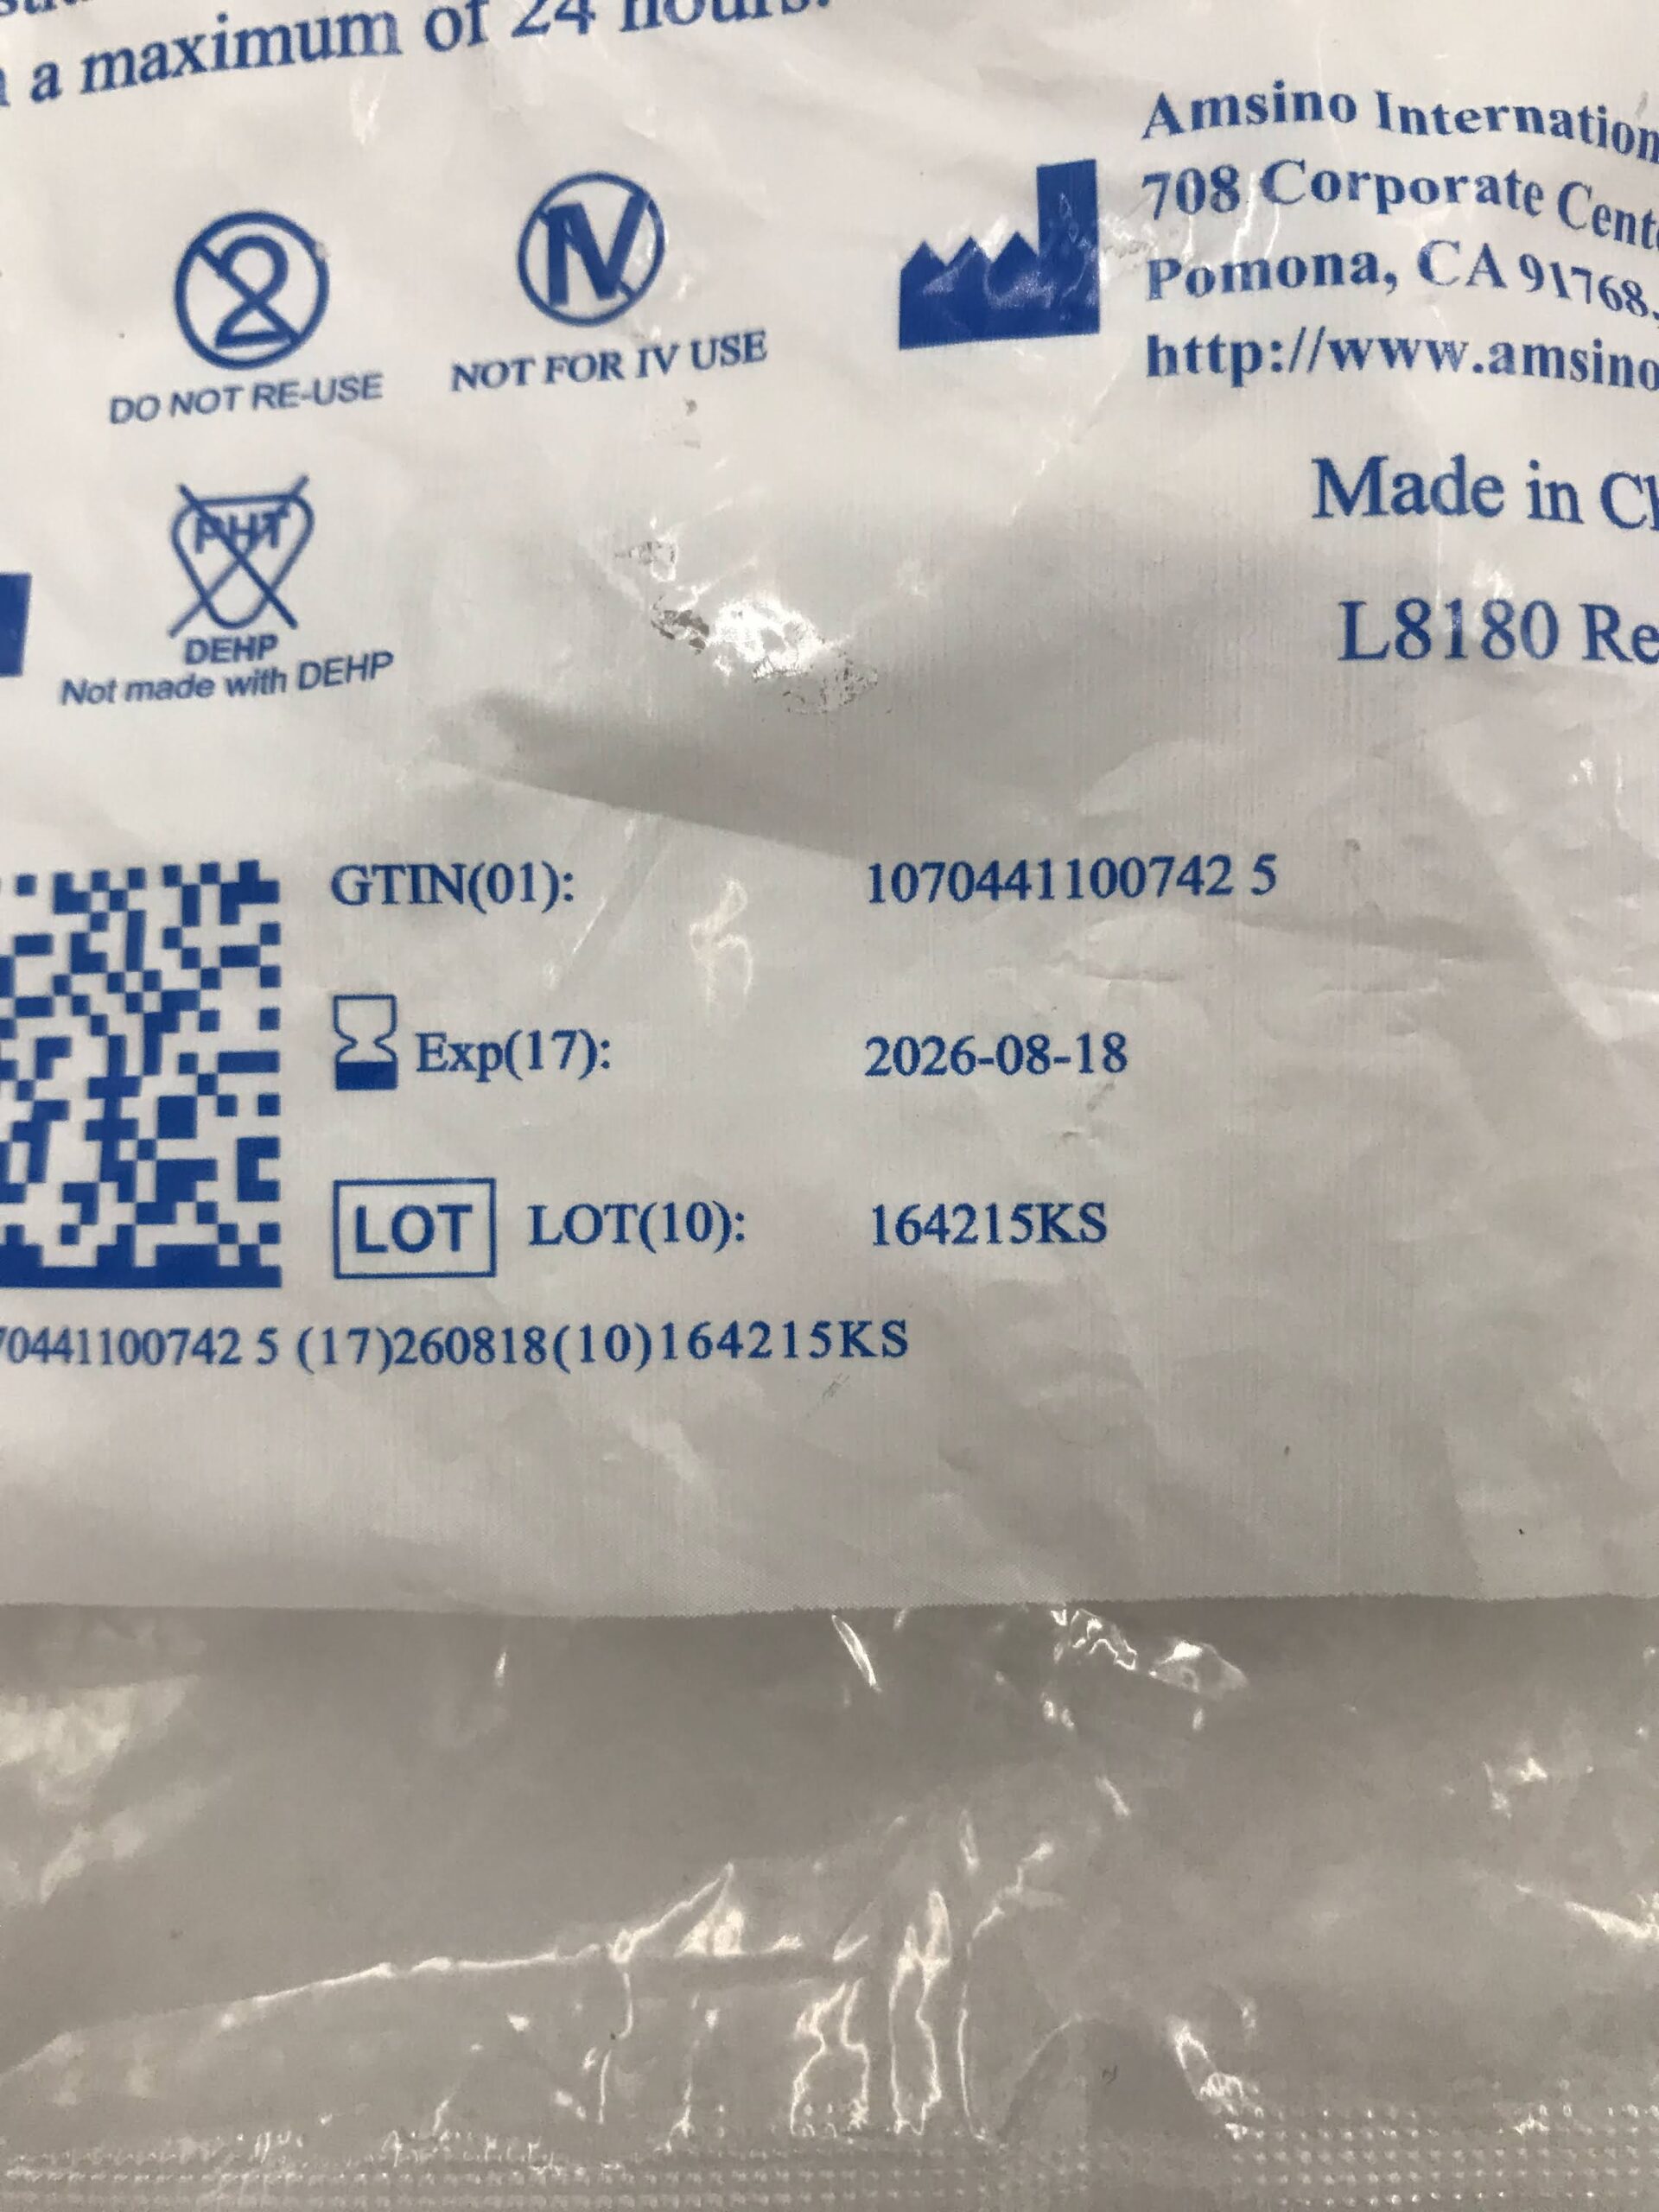 a maximum of 24 hours.
Amsino Internation
708 Corporate Cent
Pomona, CA 91768,
http://www.amsino
IV
DO NOT RE-USE
NOT FOR IV USE
Made in
PHT
DEHP
Not made with DEHP
L8180 Re
GTIN(01): 1070441100742 5
Exp(17): 2026-08-18
LOT LOT(10): 164215KS
70441100742 5 (17)260818(10)164215KS